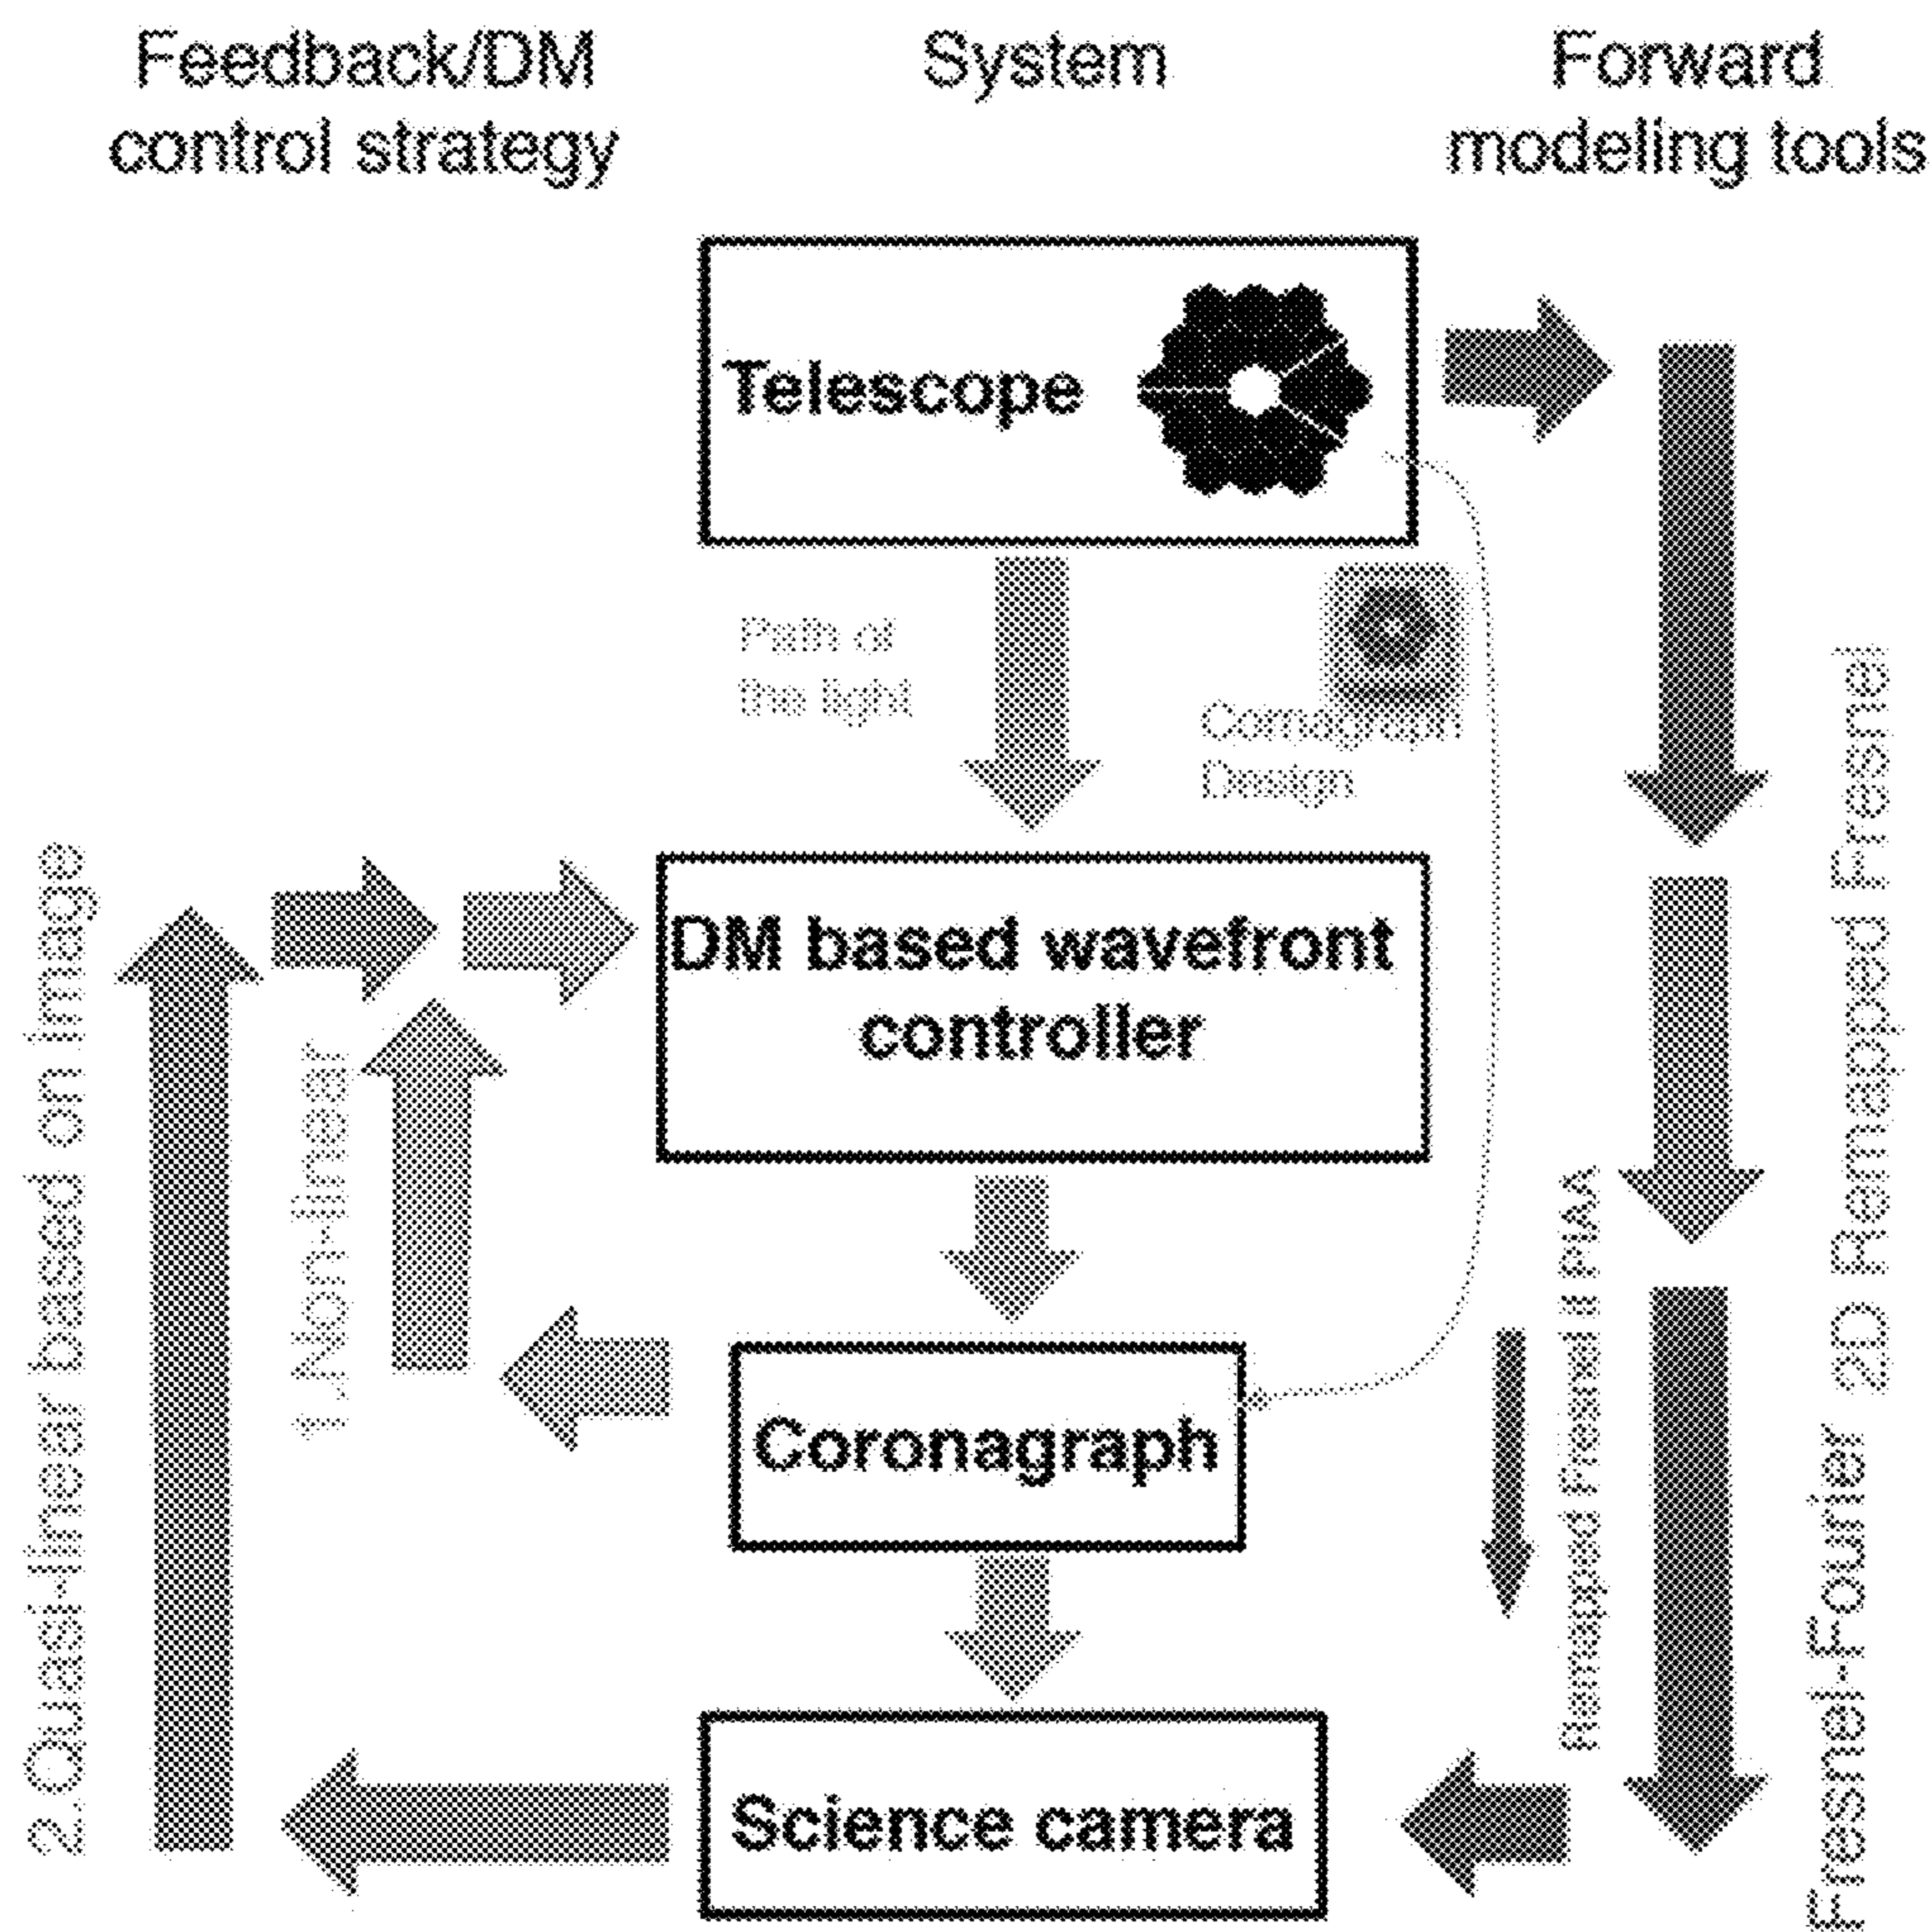 Feedback/DM
control strategy
System
Forward
modeling tools
Telescope
Path of
the light
Design
DM based wavefront
controller
Coronagraph
Science camera
2.Quasi-linear based on Image
1.Non-linear
Remapped Fresnel if PIAA
Fresnel-Fourier 2D Remapped Fresnel